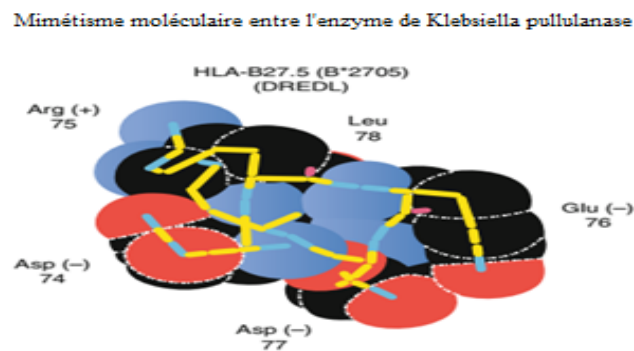 Mimétisme moléculaire entre l'enzyme de Klebsiella pullulanase
HLA-B27.5 (B*2705)
(DREDL)
Arg (+)
75
Leu
78
Glu (–)
76
Asp (–)
74
Asp (–)
77